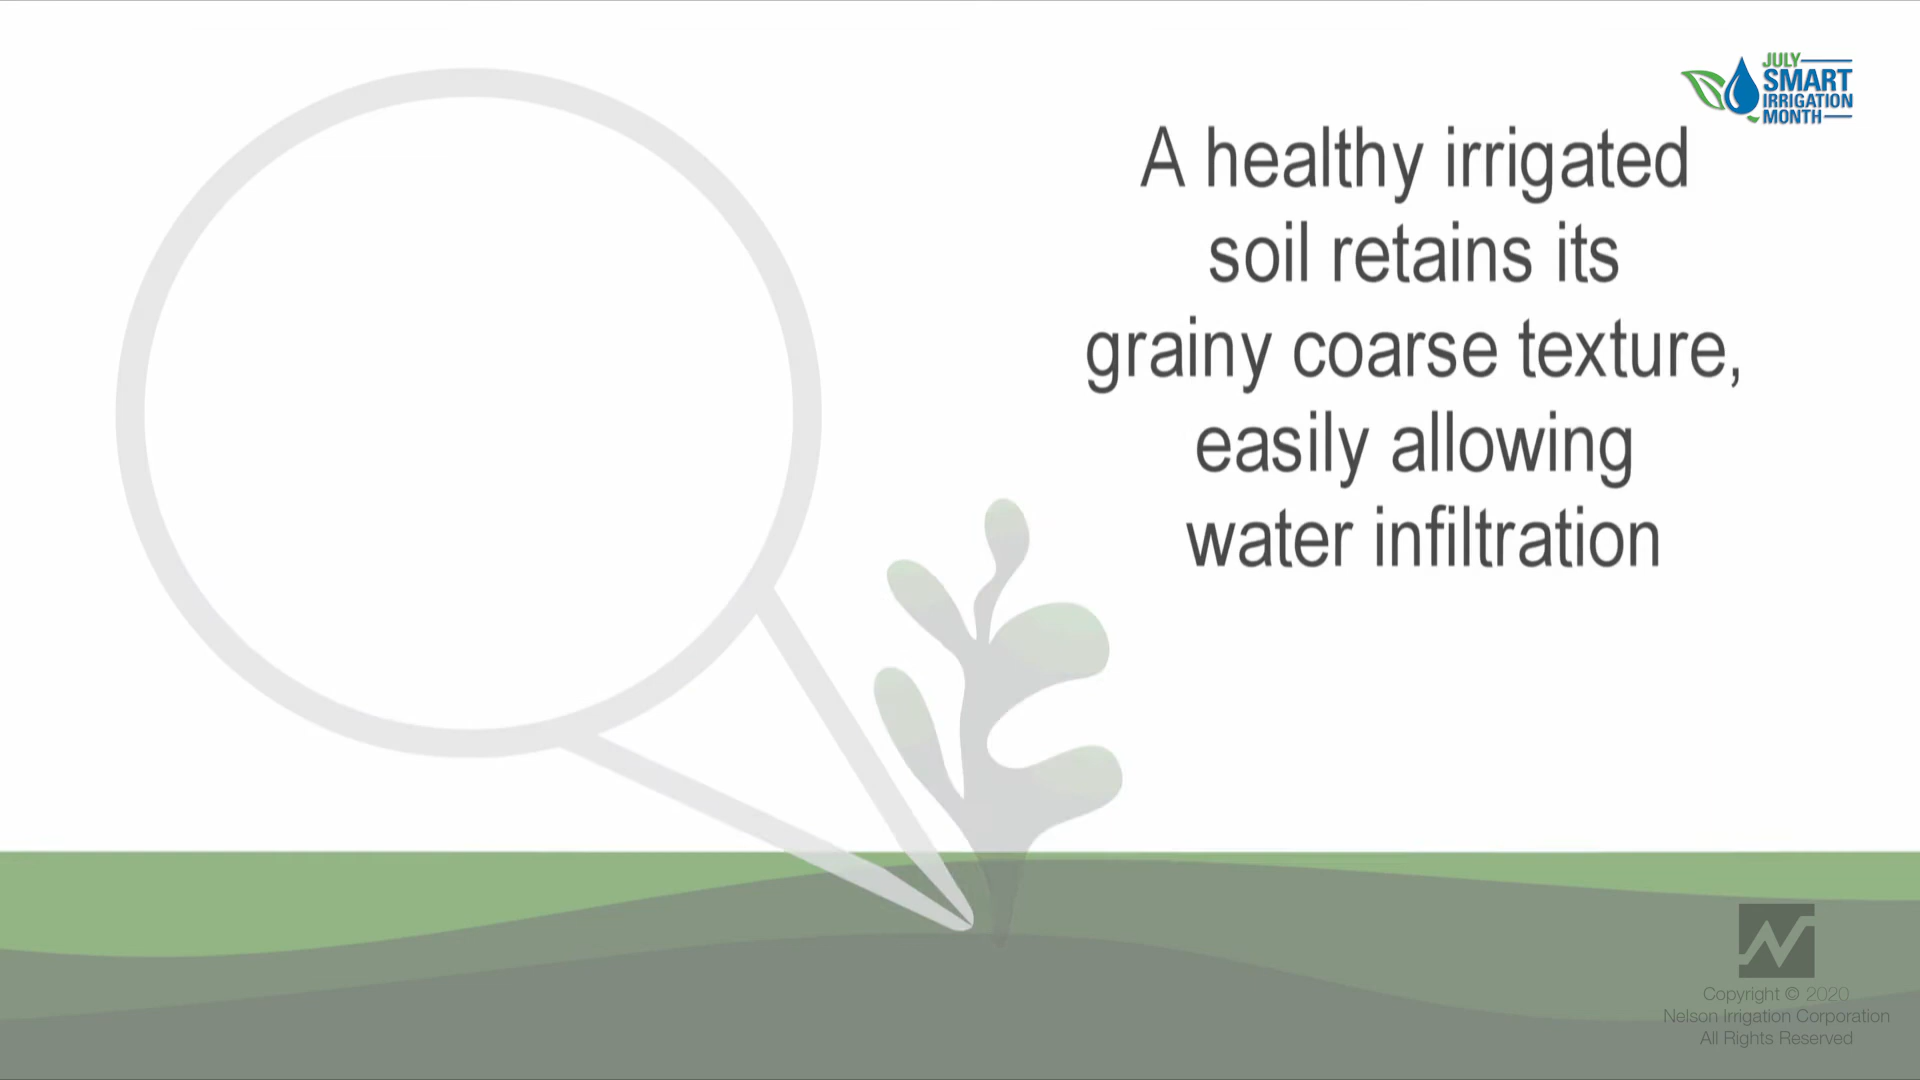 JULY
SMART
IRRIGATION
MONTH
A healthy irrigated
soil retains its
grainy coarse texture,
easily allowing
water infiltration
Copyright © 2020
Nelson Irrigation Corporation
All Rights Reserved